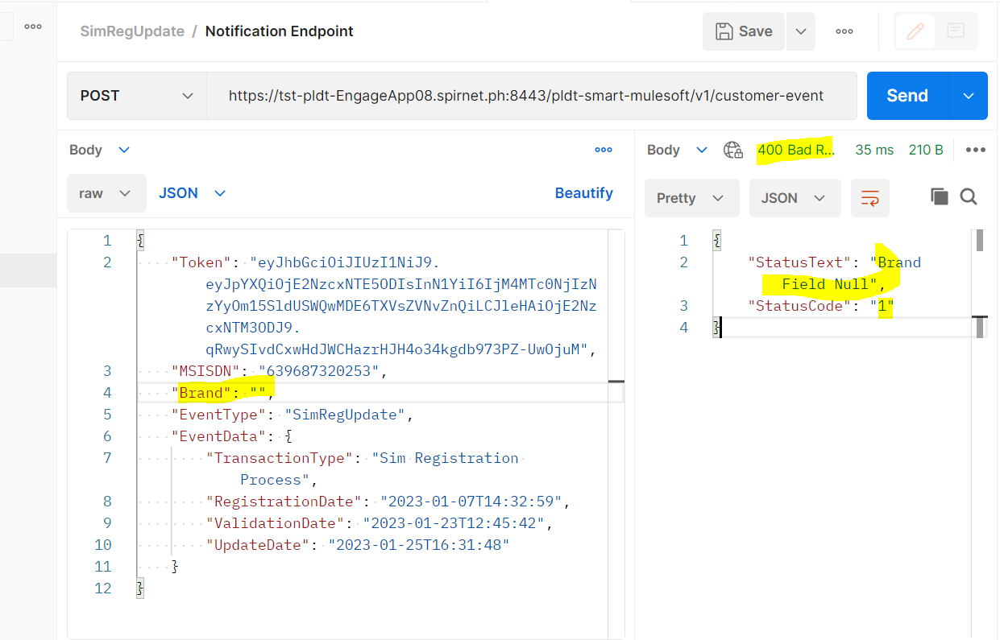 SimRegUpdate / Notification Endpoint
Save
POST
https://tst-pldt-EngageApp08.spirnet.ph:8443/pldt-smart-mulesoft/v1/customer-event
Send
Body
raw
JSON
Beautify
1 {
2 "Token": "eyJhbGciOiJIUzI1NiJ9.
eyJpYXQiOjE2NzcxNTE5ODIsInN1YiI6IjM4MTc0NjIzN
zYyOm15SldUSWQwMDE6TXVsZVNvZnQiLCJleHAiOjE2Nz
cxNTM3ODJ9.
qRwySIvdCxwHdJWCHazrHJH4o34kgdb973PZ-UwOjuM",
3 "MSISDN": "639687320253",
4 "Brand": "",
5 "EventType": "SimRegUpdate",
6 "EventData": {
7 "TransactionType": "Sim Registration
Process",
8 "RegistrationDate": "2023-01-07T14:32:59",
9 "ValidationDate": "2023-01-23T12:45:42",
10 "UpdateDate": "2023-01-25T16:31:48"
11 }
12 }
Body
400 Bad R...
35 ms
210 B
Pretty
JSON
1 {
2 "StatusText": "Brand
Field Null",
3 "StatusCode": "1"
4 }